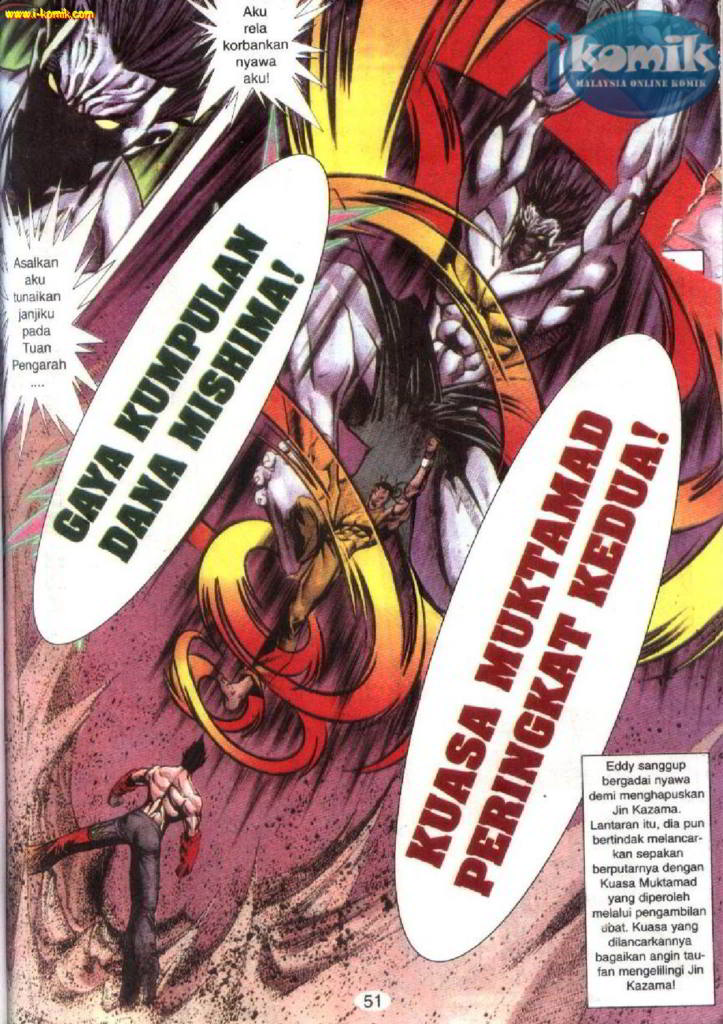 www.i-komik.com
Aku
rela
korbankan
nyawa
aku!
ikomik
MALAYSIA ONLINE KOMIK
Asalkan
aku
tunaikan
janjiku
pada
Tuan
Pengarah
....
GAYA KUMPULAN
DANA MISHIMA!
KUASA MUKTAMAD
PERINGKAT KEDUA!
Eddy sanggup
bergadai nyawa
demi menghapuskan
Jin Kazama.
Lantaran itu, dia pun
bertindak melancar-
kan sepakan
berputarnya dengan
Kuasa Muktamad
yang diperoleh
melalui pengambilan
ubat. Kuasa yang
dilancarkannya
bagaikan angin tau-
fan mengelilingi Jin
Kazama!
51